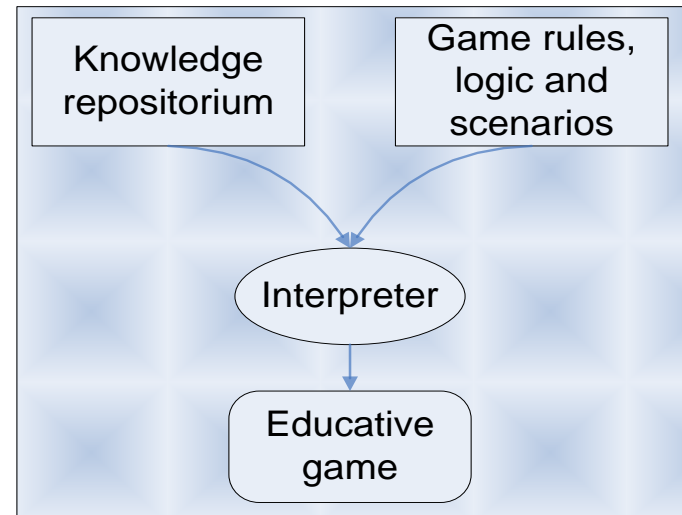 Knowledge
repositorium
Game rules,
logic and
scenarios
Interpreter
Educative
game